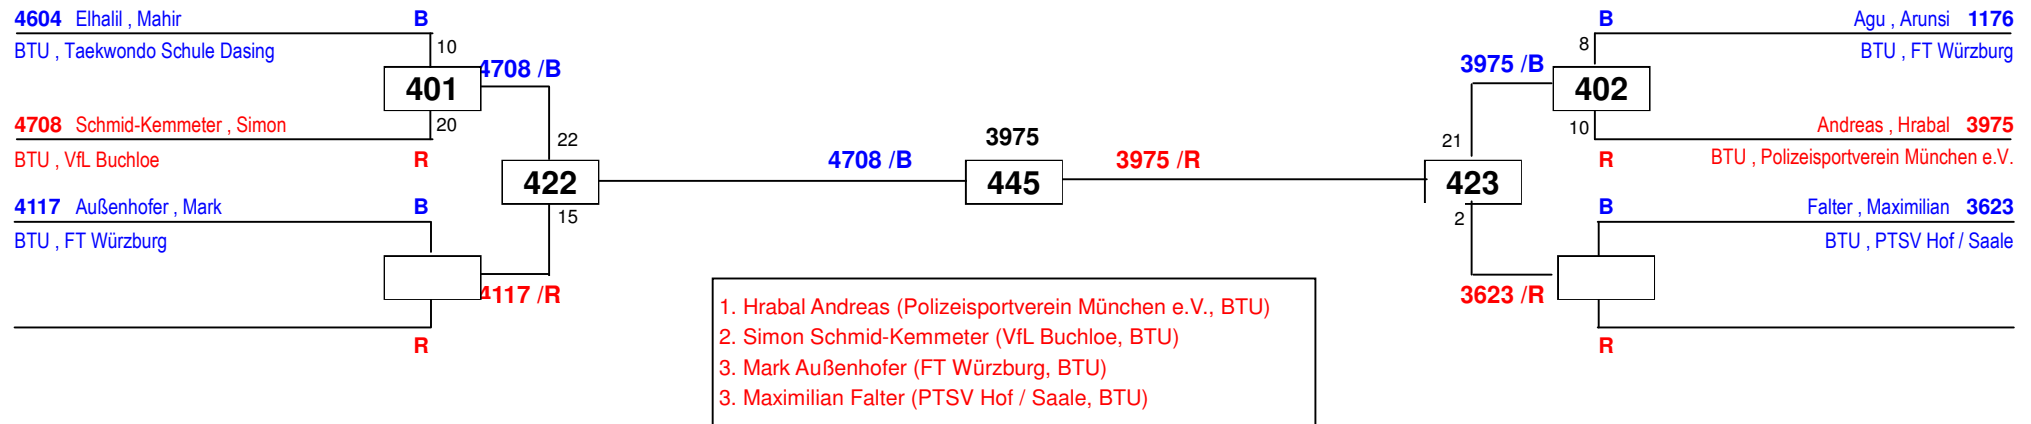 4604 Elhalil , Mahir B
BTU , Taekwondo Schule Dasing
10
4708 /B
401
4708 Schmid-Kemmeter , Simon
20
BTU , VfL Buchloe R
22
422
15
4117 Außenhofer , Mark B
BTU , FT Würzburg
4117 /R
R
4708 /B
3975
445
3975 /R
B Agu , Arunsi 1176
8
BTU , FT Würzburg
3975 /B
402
Andreas , Hrabal 3975
10
R BTU , Polizeisportverein München e.V.
21
423
2
B Falter , Maximilian 3623
BTU , PTSV Hof / Saale
3623 /R
R
1. Hrabal Andreas (Polizeisportverein München e.V., BTU)
2. Simon Schmid-Kemmeter (VfL Buchloe, BTU)
3. Mark Außenhofer (FT Würzburg, BTU)
3. Maximilian Falter (PTSV Hof / Saale, BTU)